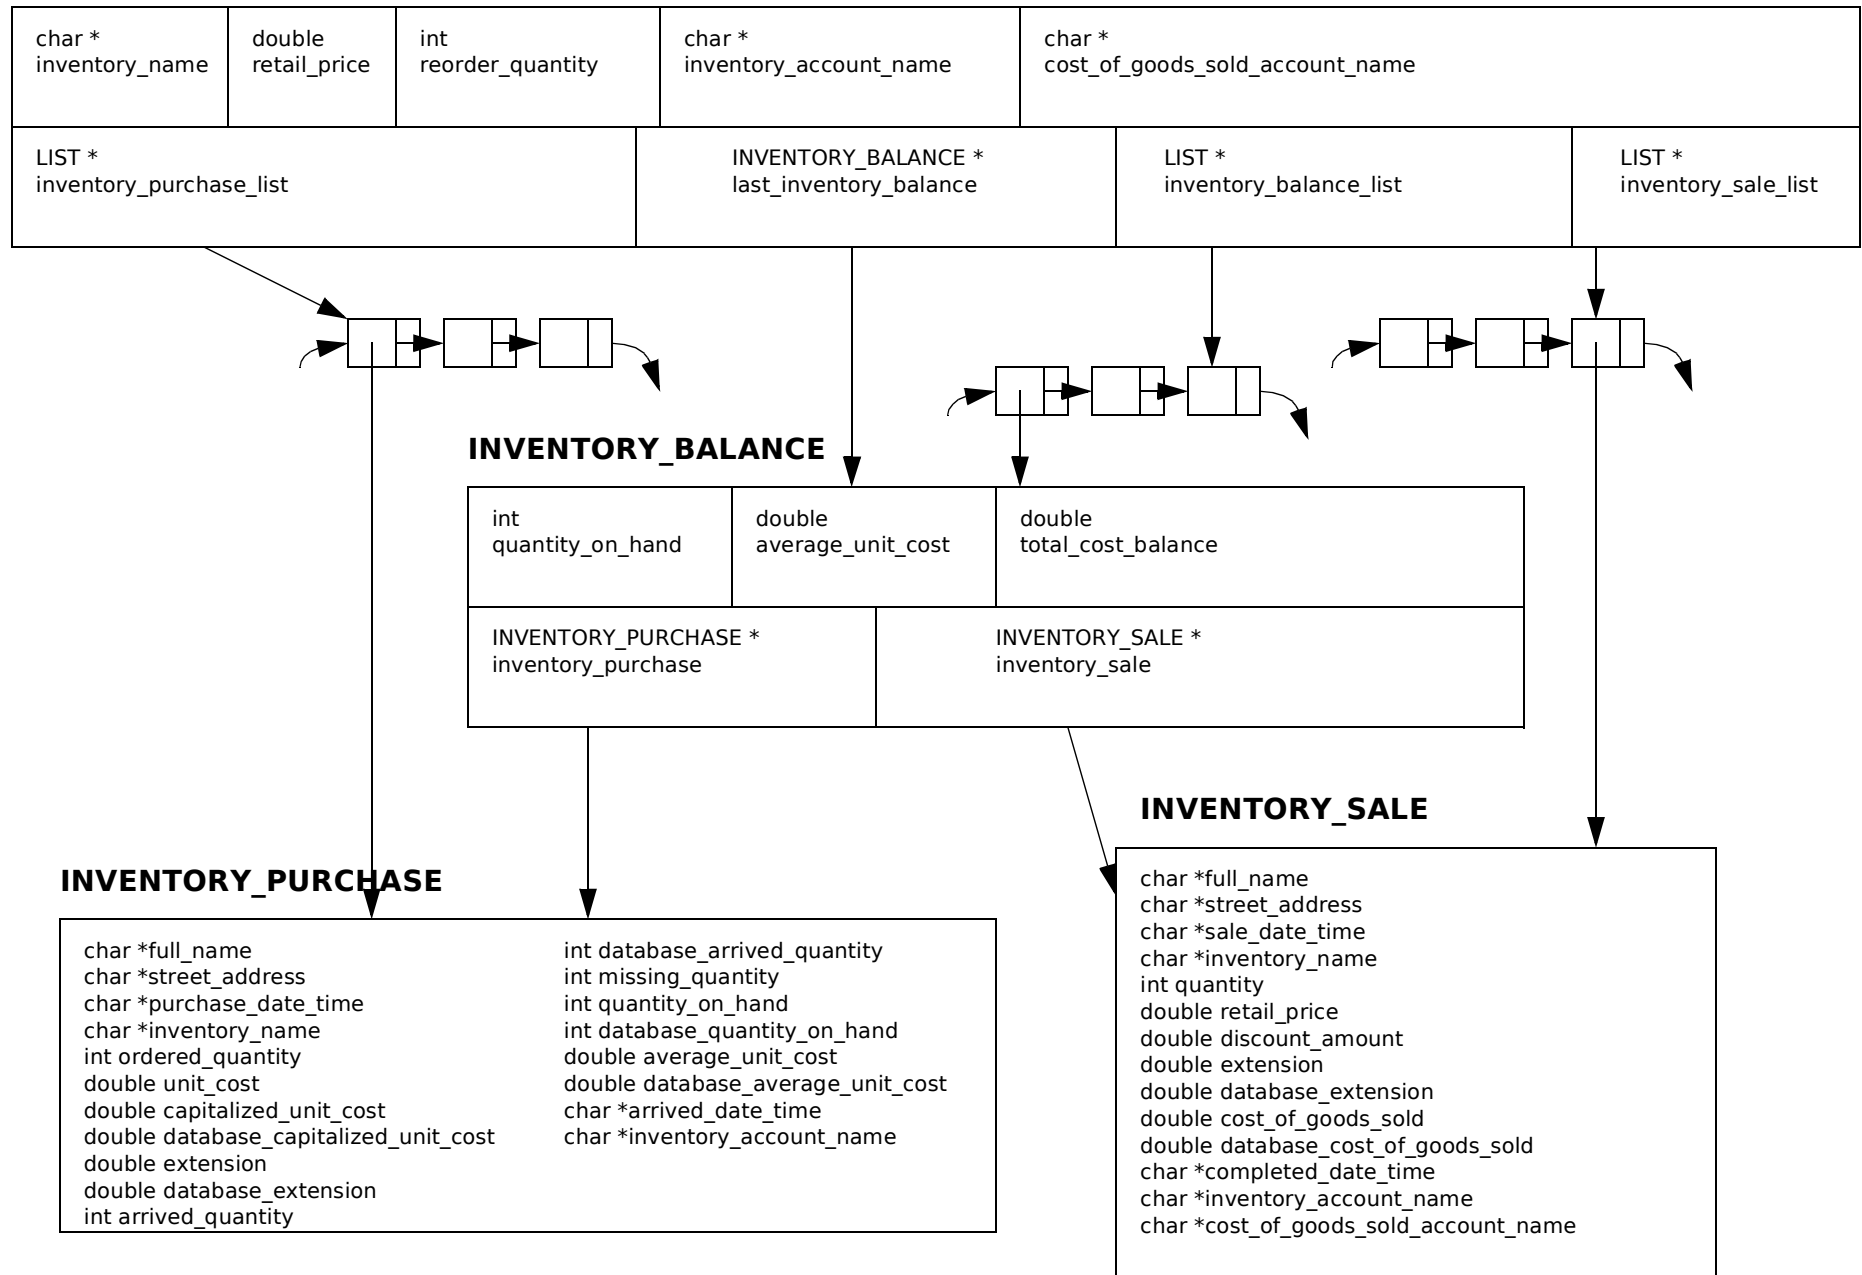 char *
inventory_name
double
retail_price
int
reorder_quantity
char *
inventory_account_name
char *
cost_of_goods_sold_account_name
LIST *
inventory_purchase_list
INVENTORY_BALANCE *
last_inventory_balance
LIST *
inventory_balance_list
LIST *
inventory_sale_list
INVENTORY_BALANCE
int
quantity_on_hand
double
average_unit_cost
double
total_cost_balance
INVENTORY_PURCHASE *
inventory_purchase
INVENTORY_SALE *
inventory_sale
INVENTORY_PURCHASE
char *full_name
char *street_address
char *purchase_date_time
char *inventory_name
int ordered_quantity
double unit_cost
double capitalized_unit_cost
double database_capitalized_unit_cost
double extension
double database_extension
int arrived_quantity
int database_arrived_quantity
int missing_quantity
int quantity_on_hand
int database_quantity_on_hand
double average_unit_cost
double database_average_unit_cost
char *arrived_date_time
char *inventory_account_name
INVENTORY_SALE
char *full_name
char *street_address
char *sale_date_time
char *inventory_name
int quantity
double retail_price
double discount_amount
double extension
double database_extension
double cost_of_goods_sold
double database_cost_of_goods_sold
char *completed_date_time
char *inventory_account_name
char *cost_of_goods_sold_account_name